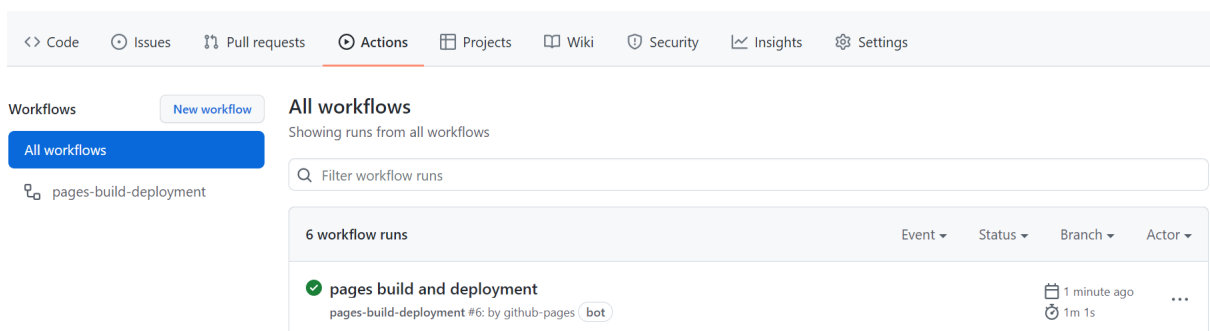 Code Issues Pull requests Actions Projects Wiki Security Insights Settings
Workflows New workflow
All workflows
pages-build-deployment
All workflows
Showing runs from all workflows
Filter workflow runs
6 workflow runs Event Status Branch Actor
pages build and deployment
pages-build-deployment #6: by github-pages bot
1 minute ago
1m 1s